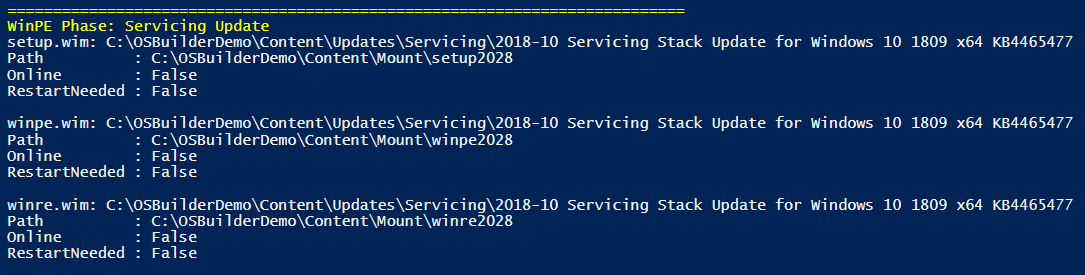 ===========================================================================
WinPE Phase: Servicing Update
setup.wim: C:\OSBuilderDemo\Content\Updates\Servicing\2018-10 Servicing Stack Update for Windows 10 1809 x64 KB4465477
Path          : C:\OSBuilderDemo\Content\Mount\setup2028
Online        : False
RestartNeeded : False

winpe.wim: C:\OSBuilderDemo\Content\Updates\Servicing\2018-10 Servicing Stack Update for Windows 10 1809 x64 KB4465477
Path          : C:\OSBuilderDemo\Content\Mount\winpe2028
Online        : False
RestartNeeded : False

winre.wim: C:\OSBuilderDemo\Content\Updates\Servicing\2018-10 Servicing Stack Update for Windows 10 1809 x64 KB4465477
Path          : C:\OSBuilderDemo\Content\Mount\winre2028
Online        : False
RestartNeeded : False